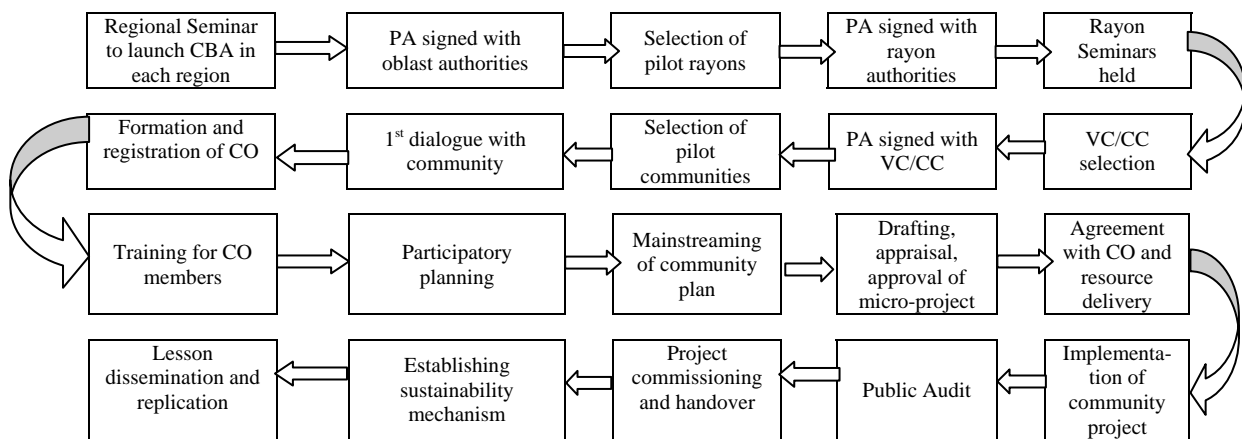 Regional Seminar
to launch CBA in
each region
PA signed with
oblast authorities
Selection of
pilot rayons
PA signed with
rayon
authorities
Rayon
Seminars
held
VC/CC
selection
PA signed with
VC/CC
Selection of
pilot
communities
1st dialogue with
community
Formation and
registration of CO
Training for CO
members
Participatory
planning
Mainstreaming
of community
plan
Drafting,
appraisal,
approval of
micro-project
Agreement
with CO and
resource
delivery
Implementa-
tion of
community
project
Public Audit
Project
commissioning
and handover
Establishing
sustainability
mechanism
Lesson
dissemination and
replication